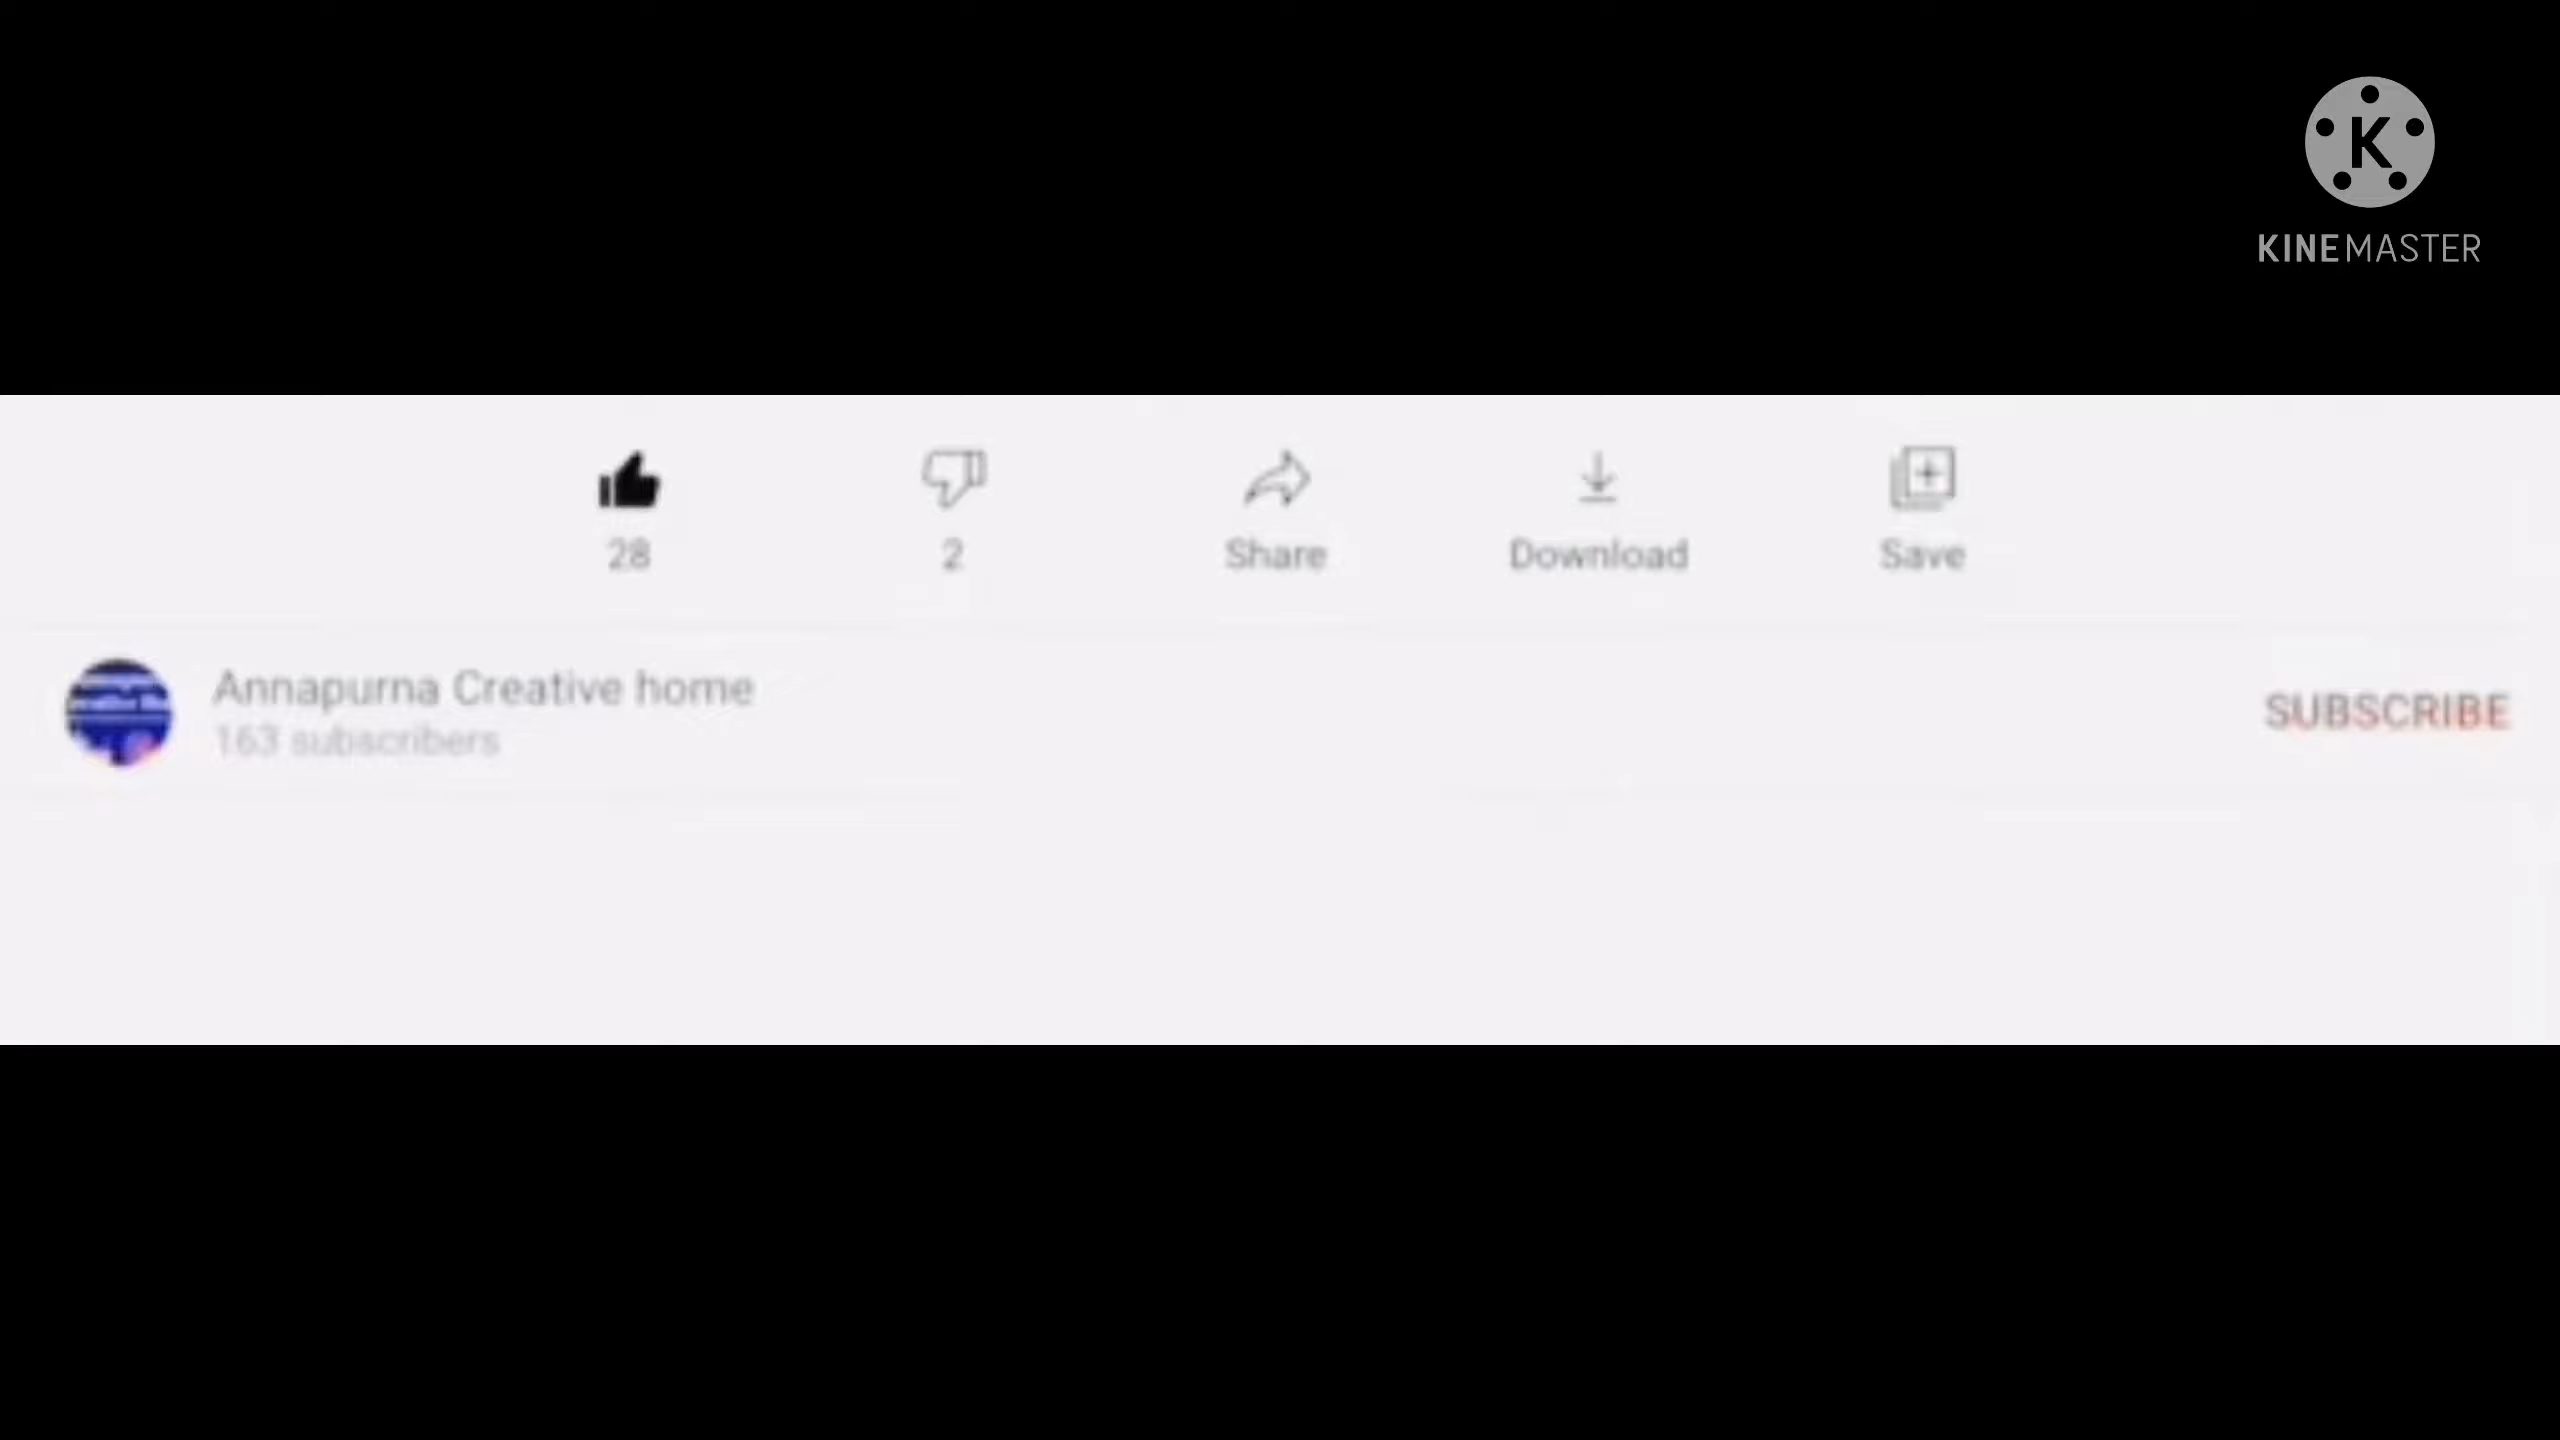 K
KINEMASTER
28
2
Share
Download
Save
Annapurna Creative home
163 subscribers
SUBSCRIBE